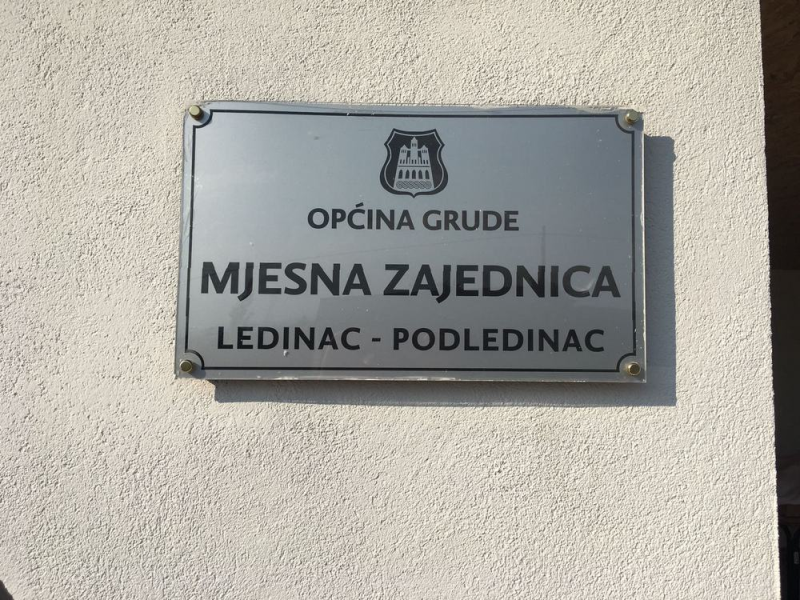 OPĆINA GRUDE
MJESNA ZAJEDNICA
LEDINAC - PODLEDINAC